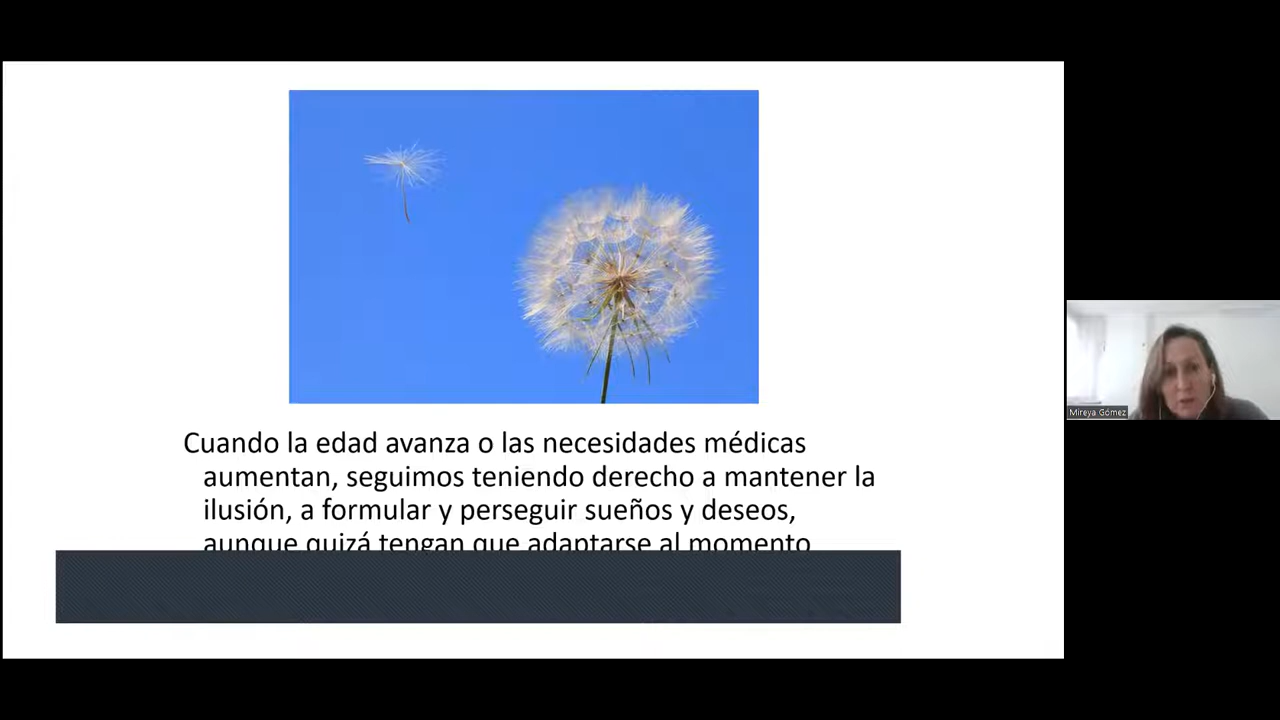 Cuando la edad avanza o las necesidades médicas
aumentan, seguimos teniendo derecho a mantener la
ilusión, a formular y perseguir sueños y deseos,
aunque quizá tengan que adaptarse al momento
Mireya Gómez